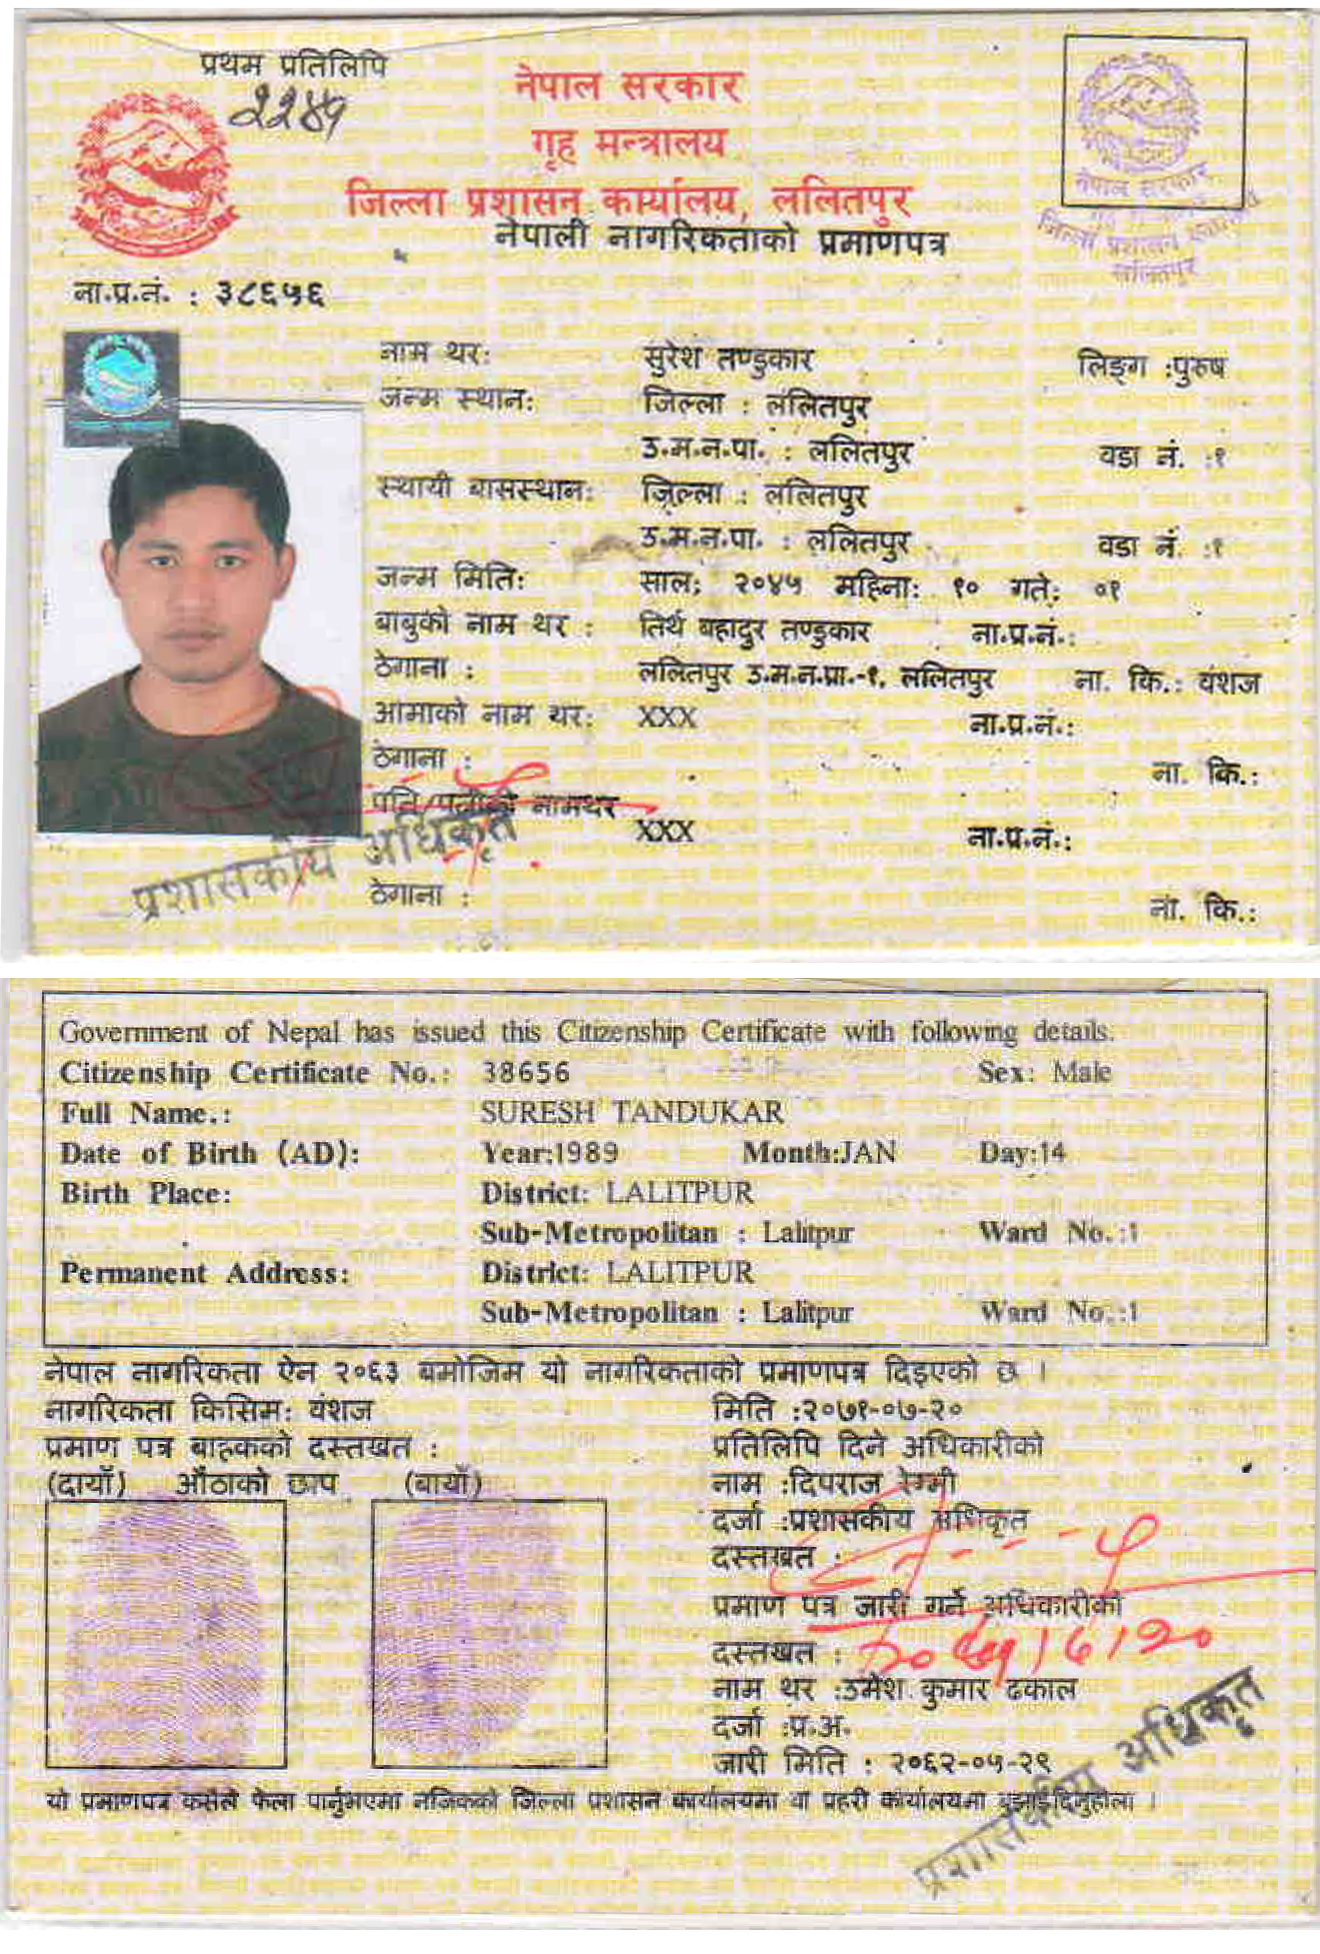 प्रथम प्रतिलिपि
२२४१
नेपाल सरकार
गृह मन्त्रालय
जिल्ला प्रशासन कार्यालय, ललितपुर
नेपाली नागरिकताको प्रमाणपत्र
नेपाल सरकार
जिल्ला प्रशासन कार्यालय
ललितपुर
ना.प्र.नं. : ३८६५६
नाम थर: सुरेश तण्डुकार लिङ्ग :पुरुष
जन्म स्थान: जिल्ला : ललितपुर
उ.म.न.पा. : ललितपुर वडा नं. :१
स्थायी बासस्थान: जिल्ला : ललितपुर
उ.म.न.पा. : ललितपुर वडा नं. :१
जन्म मिति: साल: २०४५ महिना: १० गते: ०१
बाबुको नाम थर : तिर्थ बहादुर तण्डुकार ना.प्र.नं.:
ठेगाना : ललितपुर उ.म.न.पा.-१, ललितपुर ना. कि.: वंशज
आमाको नाम थर: XXX ना.प्र.नं.:
ठेगाना : ना. कि.:
पति/पत्नीको नामथर XXX ना.प्र.नं.:
प्रशासकीय अधिकृत
ठेगाना : ना. कि.:
Government of Nepal has issued this Citizenship Certificate with following details.
Citizenship Certificate No.: 38656 Sex: Male
Full Name.: SURESH TANDUKAR
Date of Birth (AD): Year:1989 Month:JAN Day:14
Birth Place: District: LALITPUR
Sub-Metropolitan : Lalitpur Ward No.:1
Permanent Address: District: LALITPUR
Sub-Metropolitan : Lalitpur Ward No.:1
नेपाल नागरिकता ऐन २०६३ बमोजिम यो नागरिकताको प्रमाणपत्र दिइएको छ ।
नागरिकता किसिम: वंशज मिति :२०७१-०७-२०
प्रमाण पत्र बाहकको दस्तखत : प्रतिलिपि दिने अधिकारीको
(दायाँ) औंठाको छाप (बायाँ) नाम :दिपराज रेग्मी
दर्जा :प्रशासकीय अधिकृत
दस्तखत :
प्रमाण पत्र जारी गर्ने अधिकारीको
दस्तखत :
नाम थर :उमेश कुमार ढकाल
दर्जा :प्र.अ.
जारी मिति : २०६२-०५-२९
यो प्रमाणपत्र कसैले फेला पार्नुभएमा नजिकको जिल्ला प्रशासन कार्यालयमा वा प्रहरी कार्यालयमा बुझाईदिनुहोला ।
प्रशासकीय अधिकृत